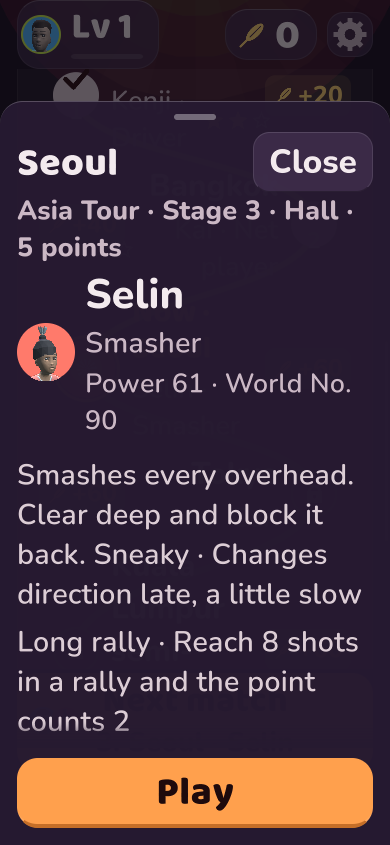 Lv 1
0
Kenji
+20
Seoul
Close
Asia Tour · Stage 3 · Hall ·
5 points
Selin
Smasher
Power 61 · World No.
90
Smashes every overhead.
Clear deep and block it
back. Sneaky · Changes
direction late, a little slow
Long rally · Reach 8 shots
in a rally and the point
counts 2
Play